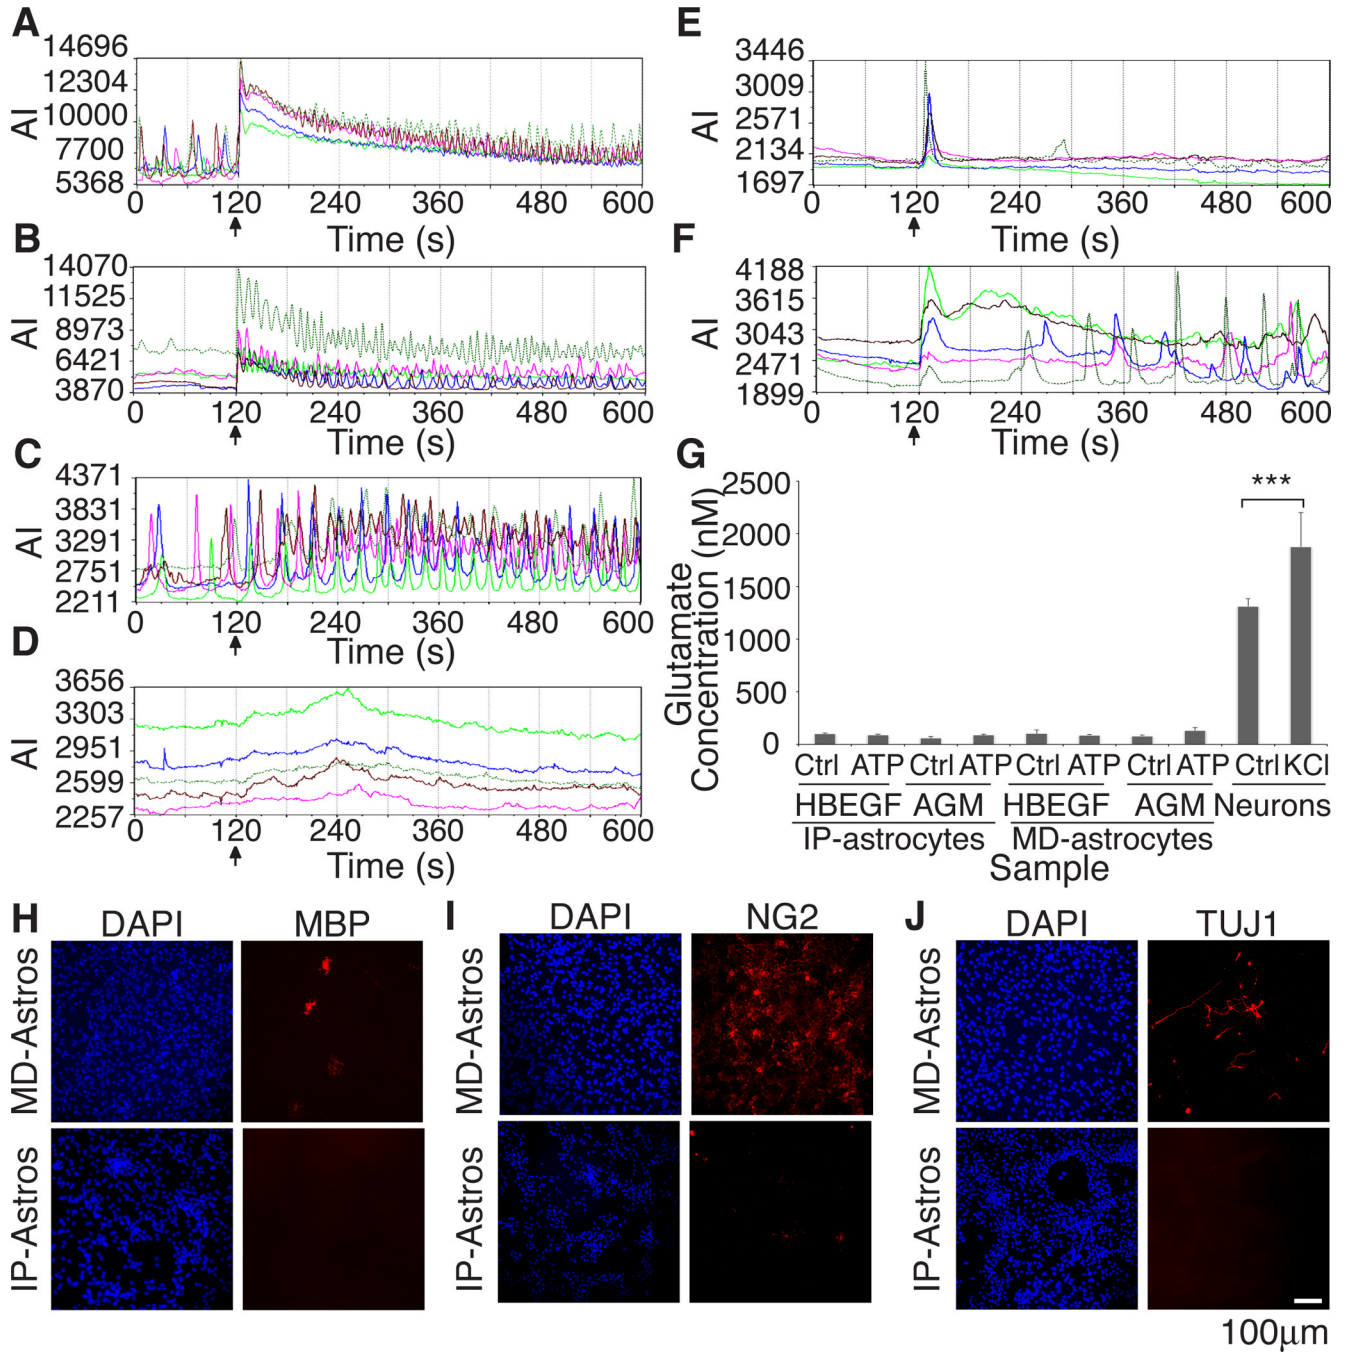 A
14696
12304
10000
7700
5368
AI
0 120 240 360 480 600
Time (s)
B
14070
11525
8973
6421
3870
AI
0 120 240 360 480 600
Time (s)
C
4371
3831
3291
2751
2211
AI
0 120 240 360 480 600
Time (s)
D
3656
3303
2951
2599
2257
AI
0 120 240 360 480 600
Time (s)
E
3446
3009
2571
2134
1697
AI
0 120 240 360 480 600
Time (s)
F
4188
3615
3043
2471
1899
AI
0 120 240 360 480 600
Time (s)
G
Glutamate
Concentration (nM)
2500
2000
1500
1000
500
0
***
Ctrl ATP Ctrl ATP Ctrl ATP Ctrl ATP Ctrl KCl
HBEGF AGM HBEGF AGM Neurons
IP-astrocytes MD-astrocytes
Sample
H
DAPI MBP
MD-Astros
IP-Astros
I
DAPI NG2
MD-Astros
IP-Astros
J
DAPI TUJ1
MD-Astros
IP-Astros
100μm